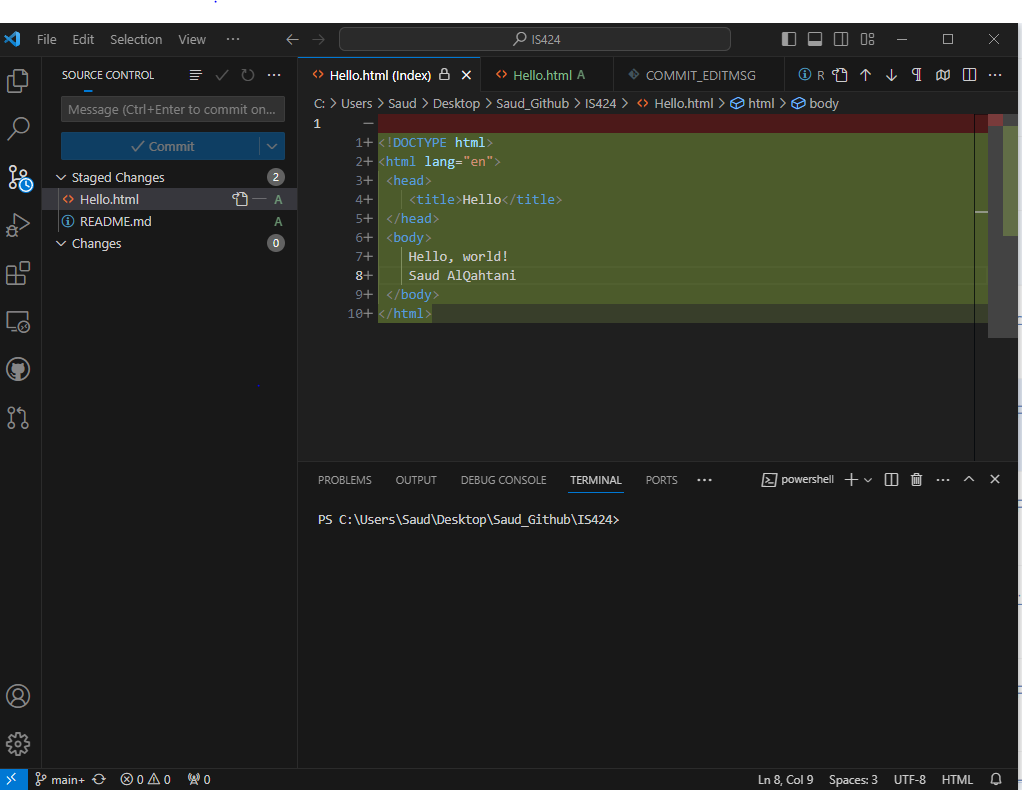 File Edit Selection View ··· IS424
SOURCE CONTROL ···
Message (Ctrl+Enter to commit on...
Commit
Staged Changes 2
Hello.html A
README.md A
Changes 0
Hello.html (Index) Hello.html A COMMIT_EDITMSG R ···
C: > Users > Saud > Desktop > Saud_Github > IS424 > Hello.html > html > body
1 —
1+ <!DOCTYPE html>
2+ <html lang="en">
3+ <head>
4+ <title>Hello</title>
5+ </head>
6+ <body>
7+ Hello, world!
8+ Saud AlQahtani
9+ </body>
10+ </html>
PROBLEMS OUTPUT DEBUG CONSOLE TERMINAL PORTS ··· powershell ···
PS C:\Users\Saud\Desktop\Saud_Github\IS424>
main+ 0 0 0 Ln 8, Col 9 Spaces: 3 UTF-8 HTML